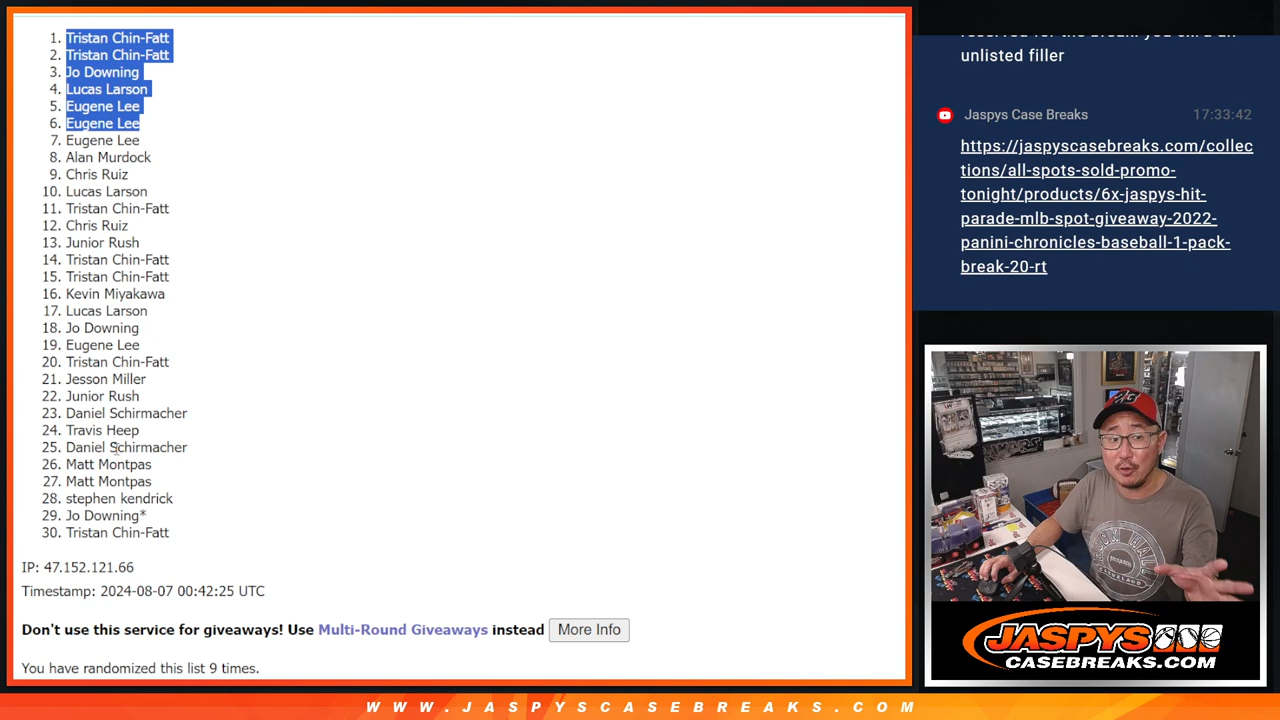 1. Tristan Chin-Fatt
2. Tristan Chin-Fatt
3. Jo Downing
4. Lucas Larson
5. Eugene Lee
6. Eugene Lee
7. Eugene Lee
8. Alan Murdock
9. Chris Ruiz
10. Lucas Larson
11. Tristan Chin-Fatt
12. Chris Ruiz
13. Junior Rush
14. Tristan Chin-Fatt
15. Tristan Chin-Fatt
16. Kevin Miyakawa
17. Lucas Larson
18. Jo Downing
19. Eugene Lee
20. Tristan Chin-Fatt
21. Jesson Miller
22. Junior Rush
23. Daniel Schirmacher
24. Travis Heep
25. Daniel Schirmacher
26. Matt Montpas
27. Matt Montpas
28. stephen kendrick
29. Jo Downing*
30. Tristan Chin-Fatt
IP: 47.152.121.66
Timestamp: 2024-08-07 00:42:25 UTC
Don't use this service for giveaways! Use Multi-Round Giveaways instead More Info
You have randomized this list 9 times.
unlisted filler
Jaspys Case Breaks 17:33:42
https://jaspyscasebreaks.com/collec
tions/all-spots-sold-promo-
tonight/products/6x-jaspys-hit-
parade-mlb-spot-giveaway-2022-
panini-chronicles-baseball-1-pack-
break-20-rt
JASPYS
CASEBREAKS.COM
WWW.JASPYSCASEBREAKS.COM